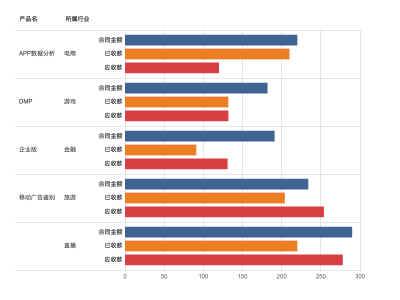 产品名 所属行业
合同金额
APP数据分析 电商 已收款
应收款
合同金额
DMP 游戏 已收款
应收款
合同金额
企业版 金融 已收款
应收款
合同金额
移动广告鉴别 旅游 已收款
应收款
合同金额
直播 已收款
应收款
0 50 100 150 200 250 300